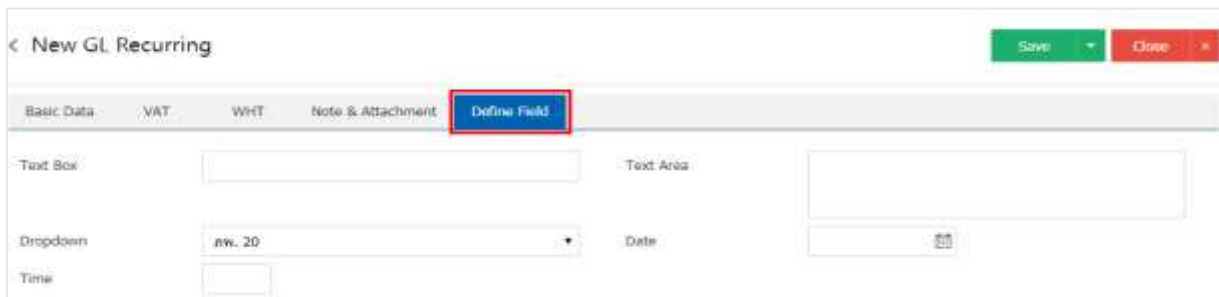 < New GL Recurring
Save
Close ×
Basic Data VAT WHT Note & Attachment Define Field
Text Box Text Area
Dropdown ภพ. 20 Date
Time